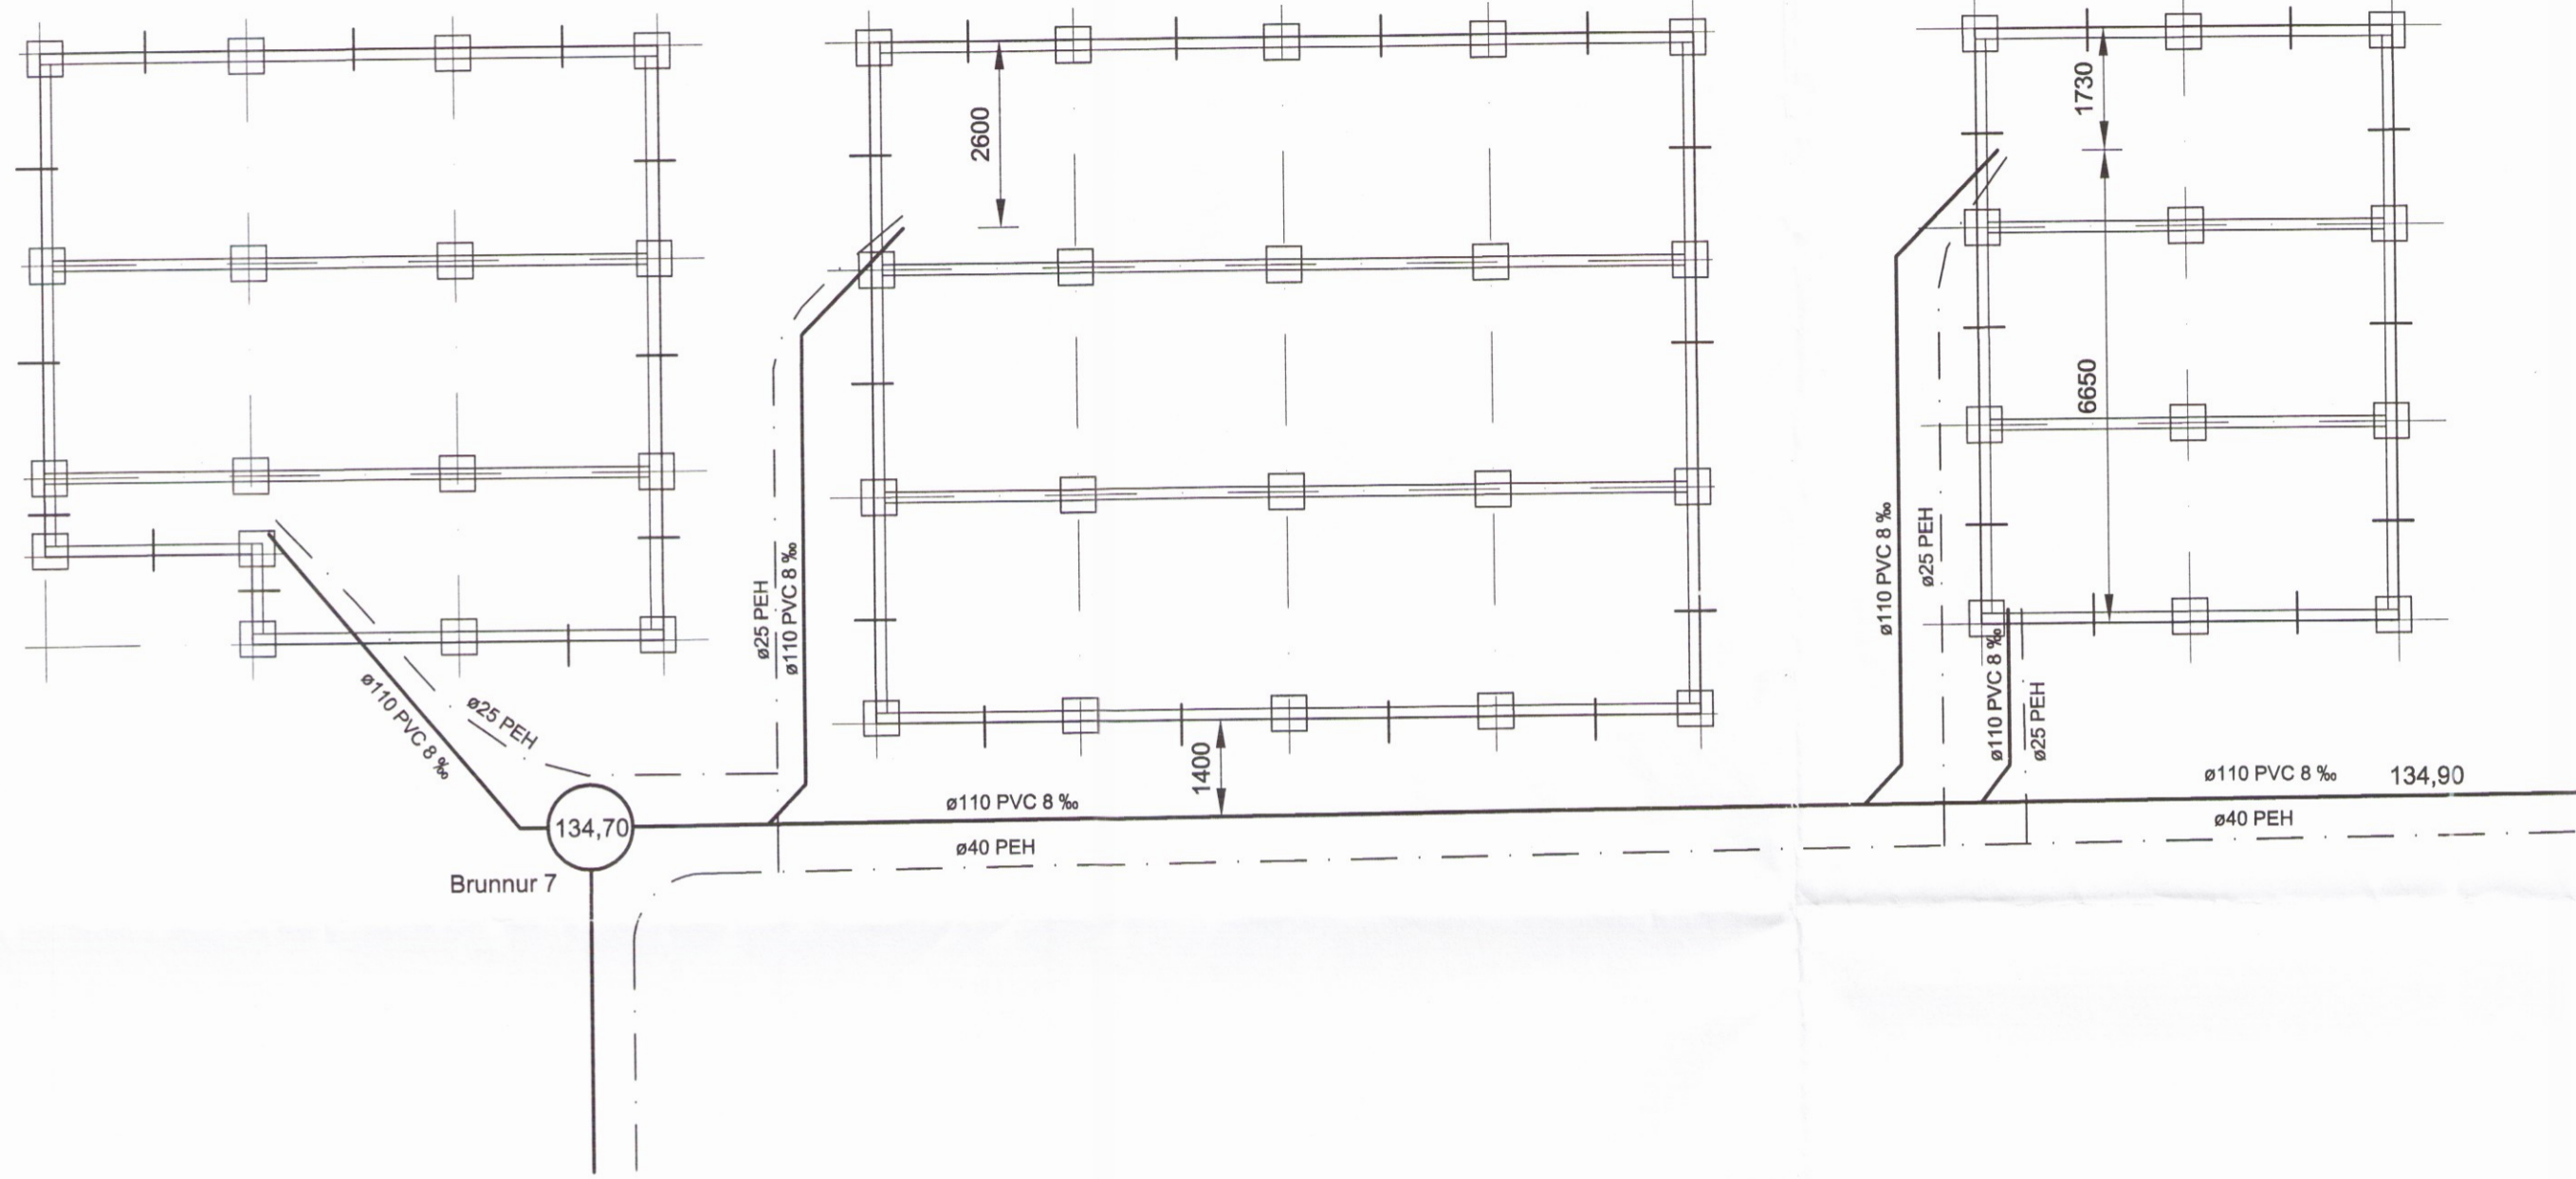 2600
1730
6650
ø110 PVC 8 ‰
ø25 PEH
ø25 PEH
ø110 PVC 8 ‰
ø110 PVC 8 ‰
ø25 PEH
ø110 PVC 8 ‰
ø25 PEH
1400
ø110 PVC 8 ‰
134,90
ø110 PVC 8 ‰
134,70
ø40 PEH
ø40 PEH
Brunnur 7